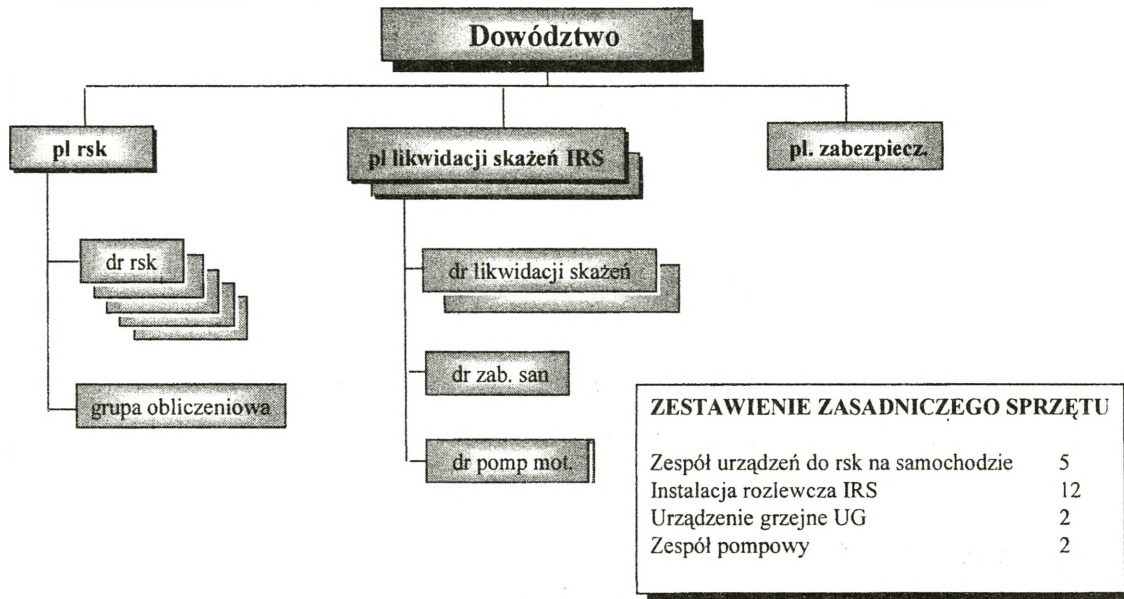 Dowództwo
pl rsk
pl likwidacji skażeń IRS
pl. zabezpiecz.
dr rsk
dr likwidacji skażeń
dr zab. san
grupa obliczeniowa
dr pomp mot.
ZESTAWIENIE ZASADNICZEGO SPRZĘTU
Zespół urządzeń do rsk na samochodzie 5
Instalacja rozlewcza IRS 12
Urządzenie grzejne UG 2
Zespół pompowy 2